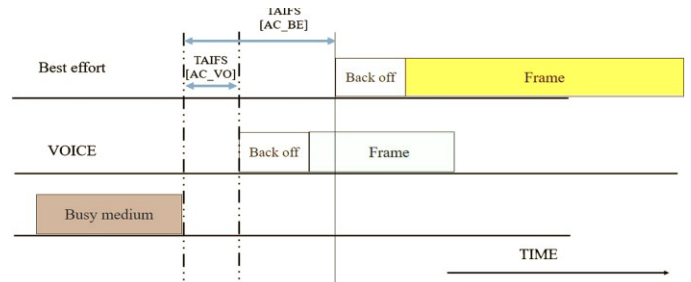 TAIFS
[AC_BE]
TAIFS
[AC_VO]
Best effort
Back off
Frame
VOICE
Back off
Frame
Busy medium
TIME